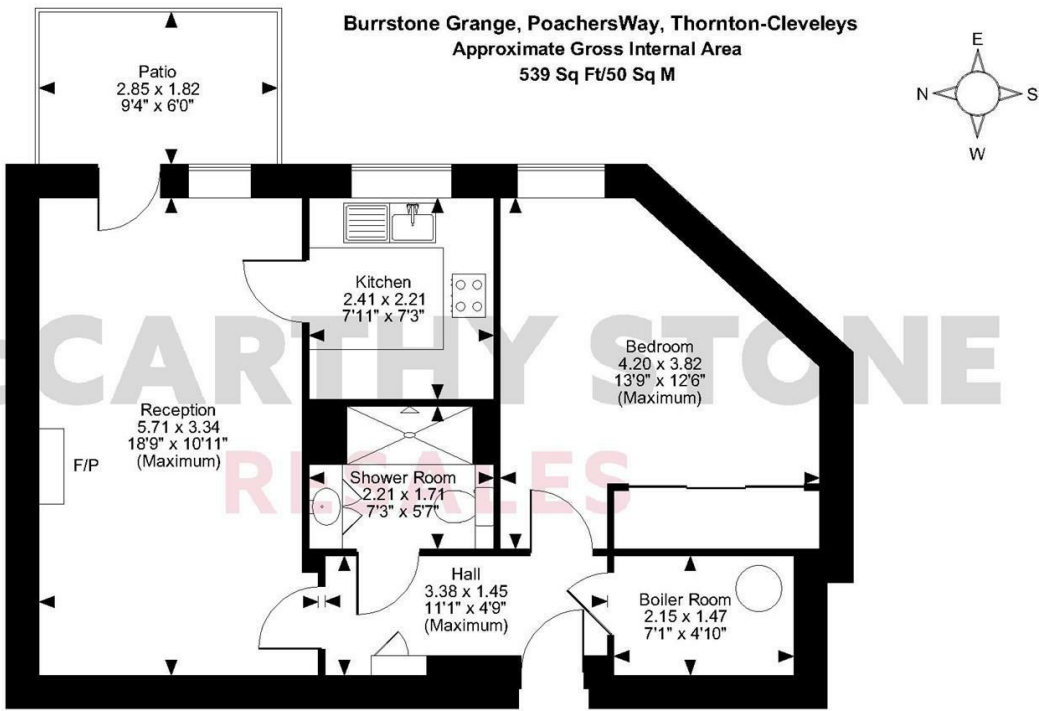 Burrstone Grange, PoachersWay, Thornton-Cleveleys
Approximate Gross Internal Area
539 Sq Ft/50 Sq M
E
N
S
W
Patio
2.85 x 1.82
9'4" x 6'0"
Kitchen
2.41 x 2.21
7'11" x 7'3"
Bedroom
4.20 x 3.82
13'9" x 12'6"
(Maximum)
Reception
5.71 x 3.34
18'9" x 10'11"
(Maximum)
F/P
Shower Room
2.21 x 1.71
7'3" x 5'7"
Hall
3.38 x 1.45
11'1" x 4'9"
(Maximum)
Boiler Room
2.15 x 1.47
7'1" x 4'10"
cCARTHY STONE
RESALES